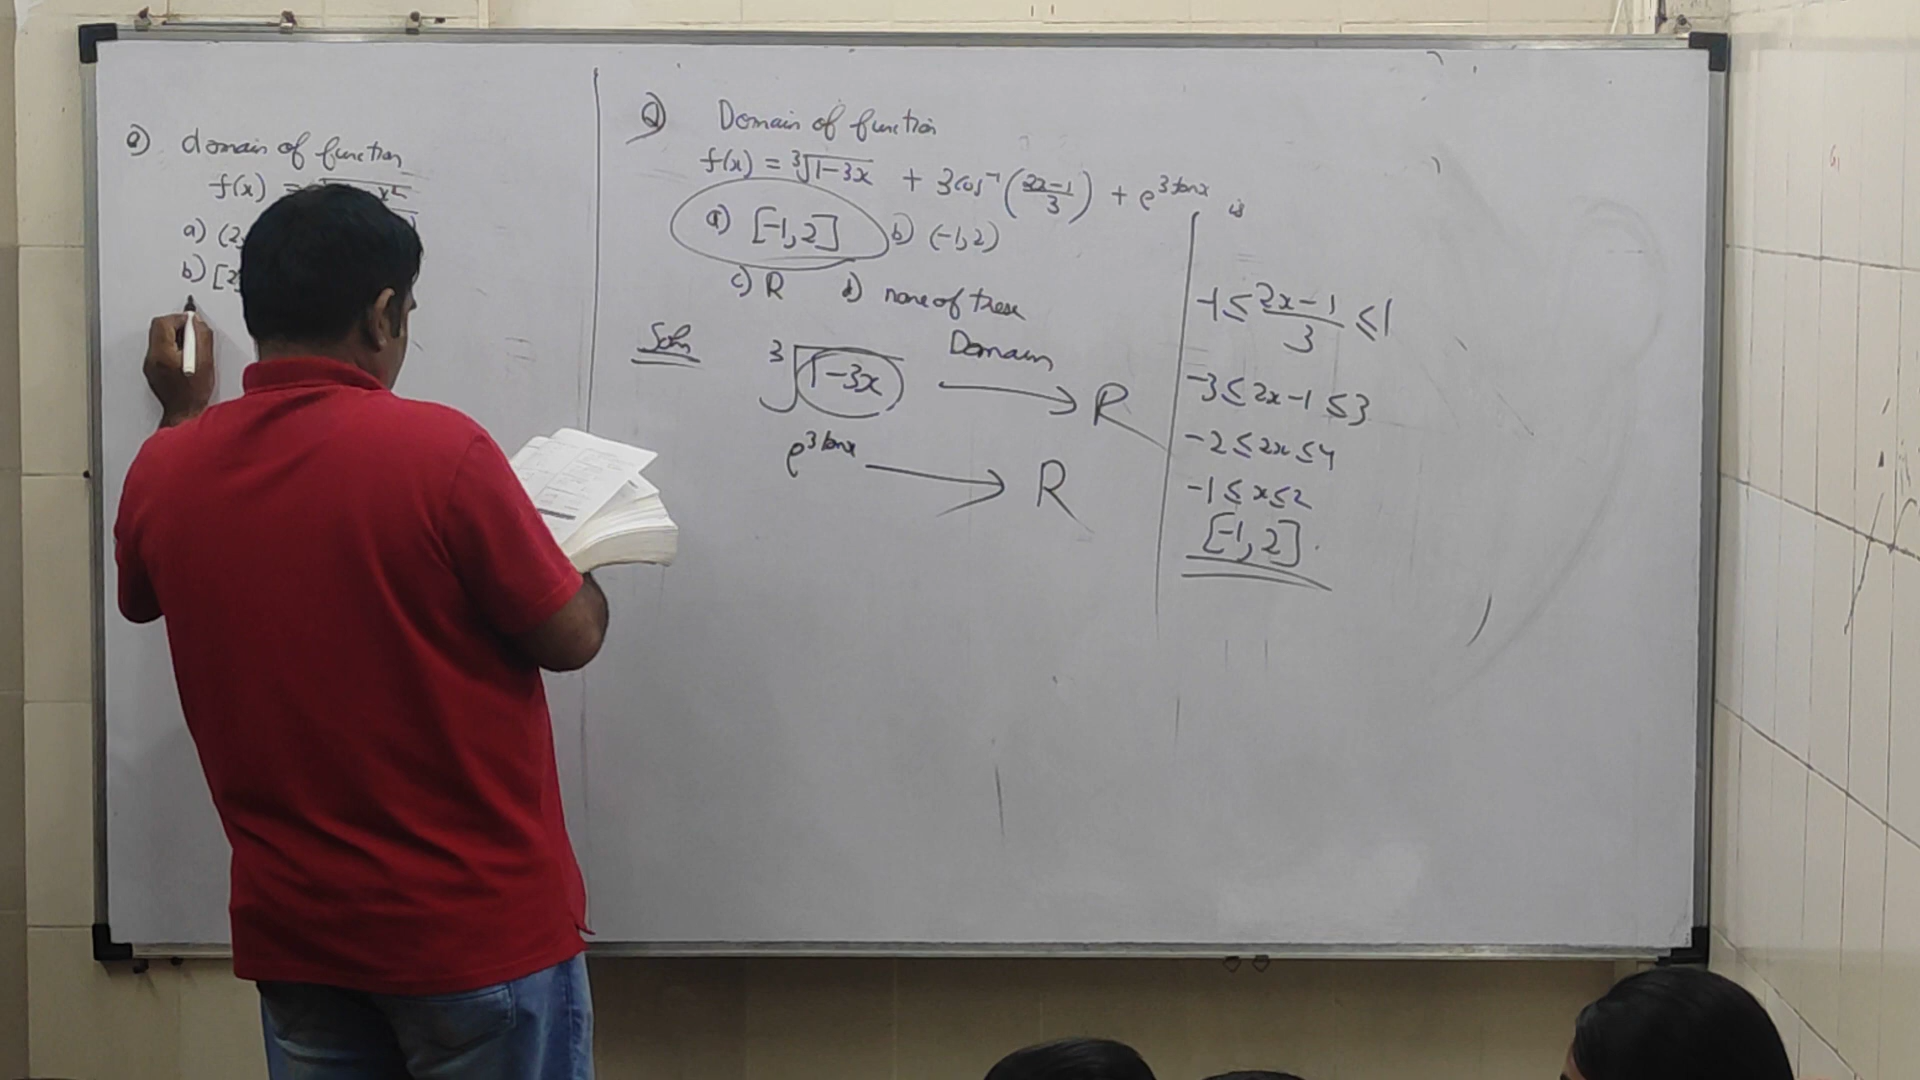 Q) domain of function
f(x) =
a) (2,
b) [2
Q) Domain of function
f(x) = ∛(1-3x) + 3cos⁻¹((2x-1)/3) + e^(3tanx) is
a) [-1,2] b) (-1,2)
c) R d) none of these
Soln
∛(1-3x) Domain → R
e^(3tanx) → R
-1 ≤ (2x-1)/3 ≤ 1
-3 ≤ 2x-1 ≤ 3
-2 ≤ 2x ≤ 4
-1 ≤ x ≤ 2
[-1,2].